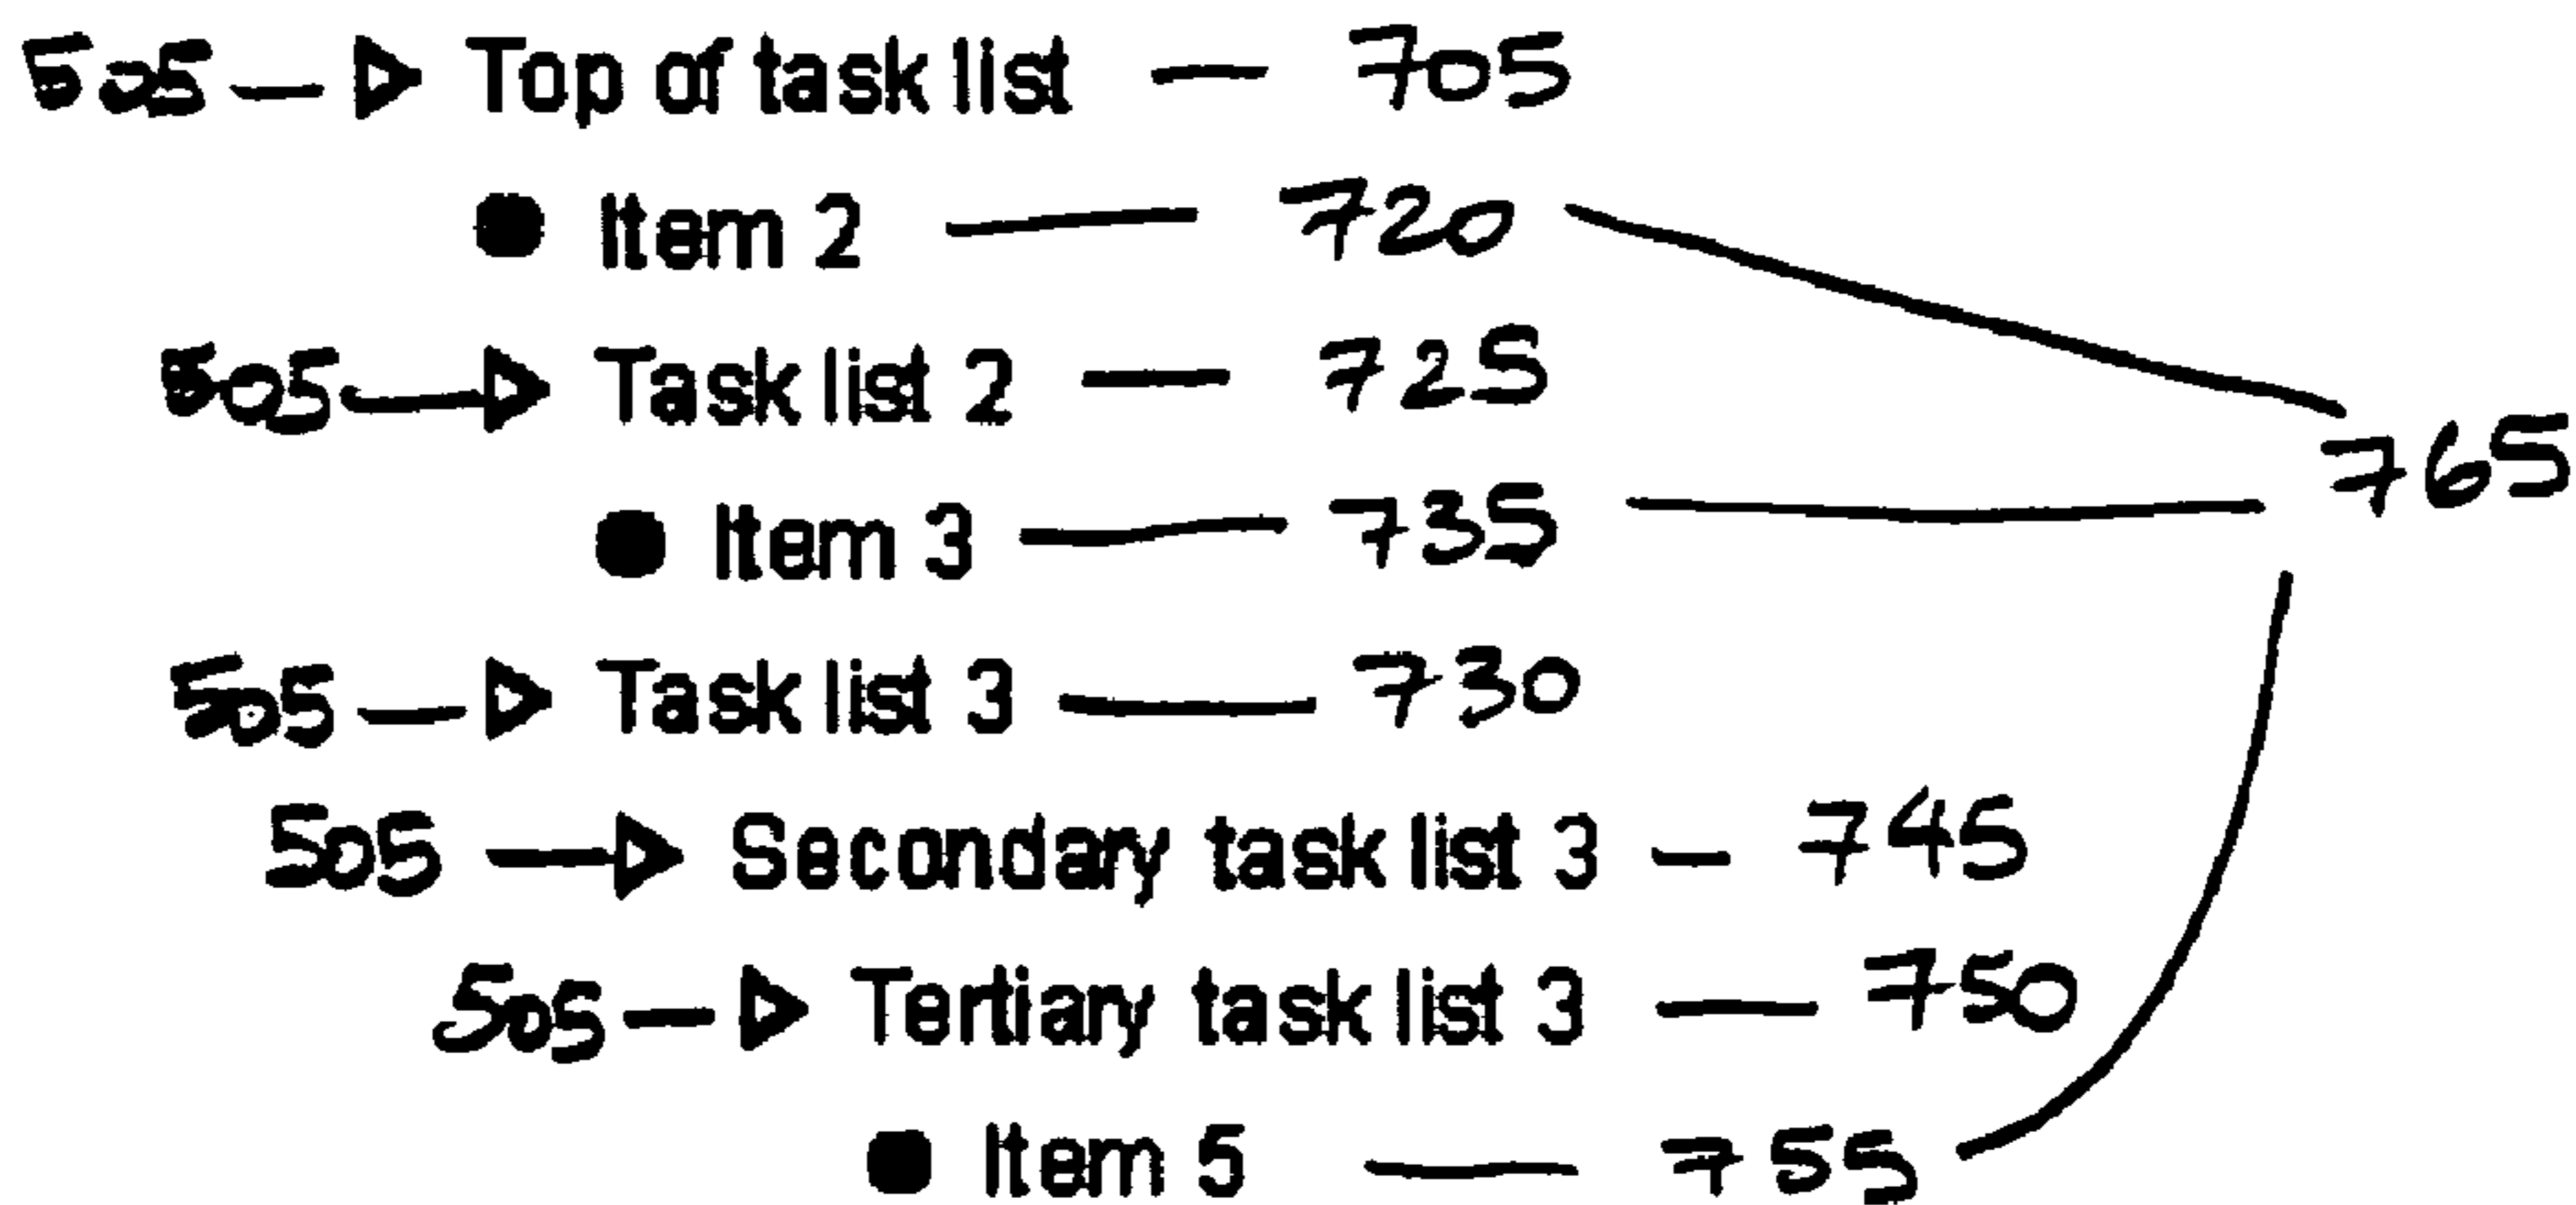 505 — ▷ Top of task list — 705
● Item 2 — 720
505 — ▷ Task list 2 — 725
765
● Item 3 — 735
505 — ▷ Task list 3 — 730
505 — ▷ Secondary task list 3 — 745
505 — ▷ Tertiary task list 3 — 750
● Item 5 — 755